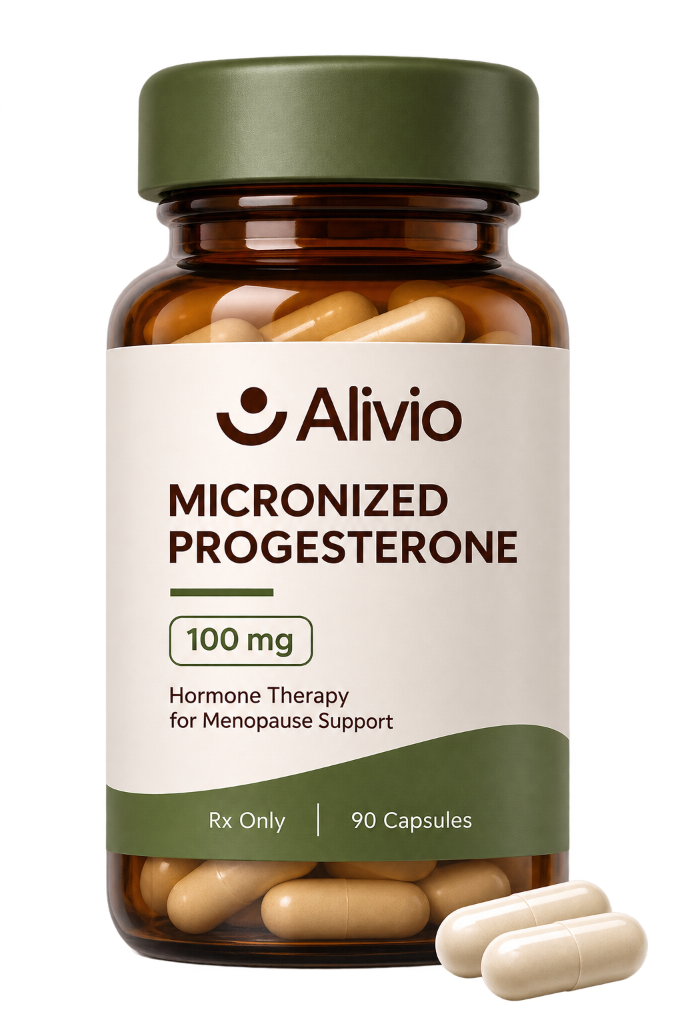 Alivio
MICRONIZED
PROGESTERONE
100 mg
Hormone Therapy
for Menopause Support
Rx Only | 90 Capsules